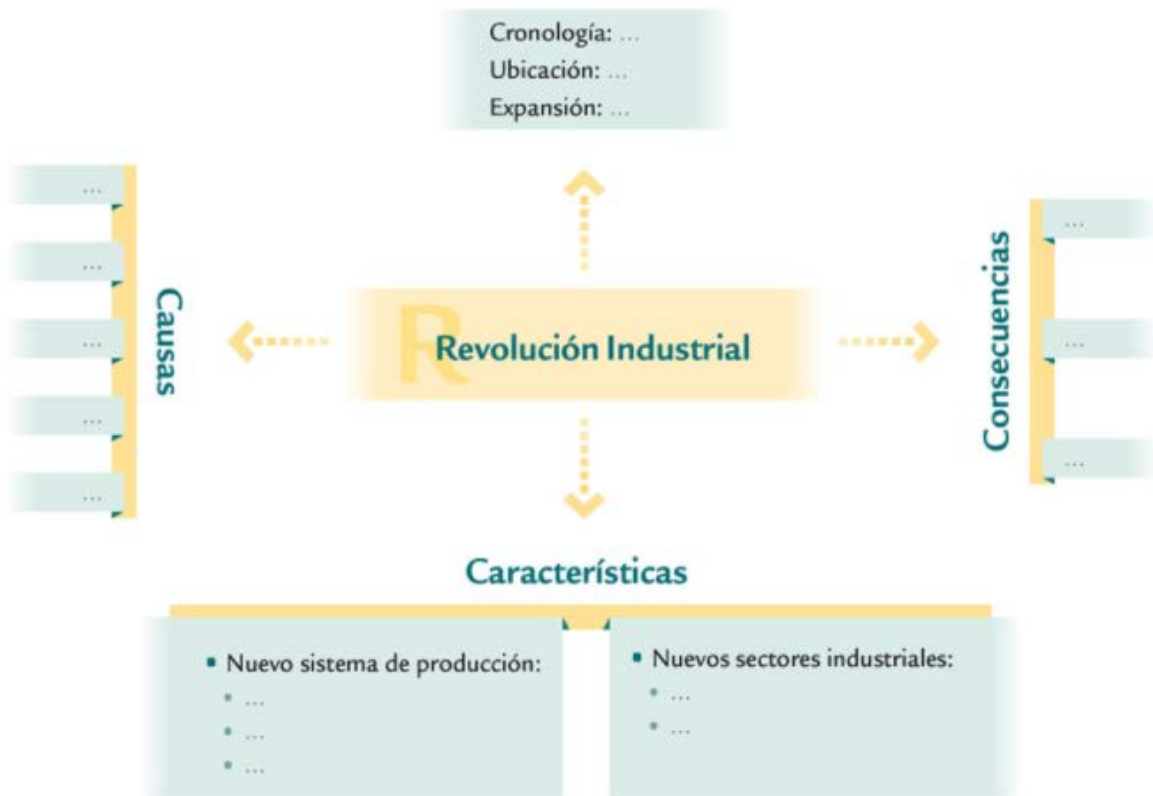 Cronología: ...
Ubicación: ...
Expansión: ...
...
...
...
...
...
Causas
R
Revolución Industrial
Consecuencias
...
...
...
Características
▪ Nuevo sistema de producción:
• ...
• ...
• ...
▪ Nuevos sectores industriales:
• ...
• ...